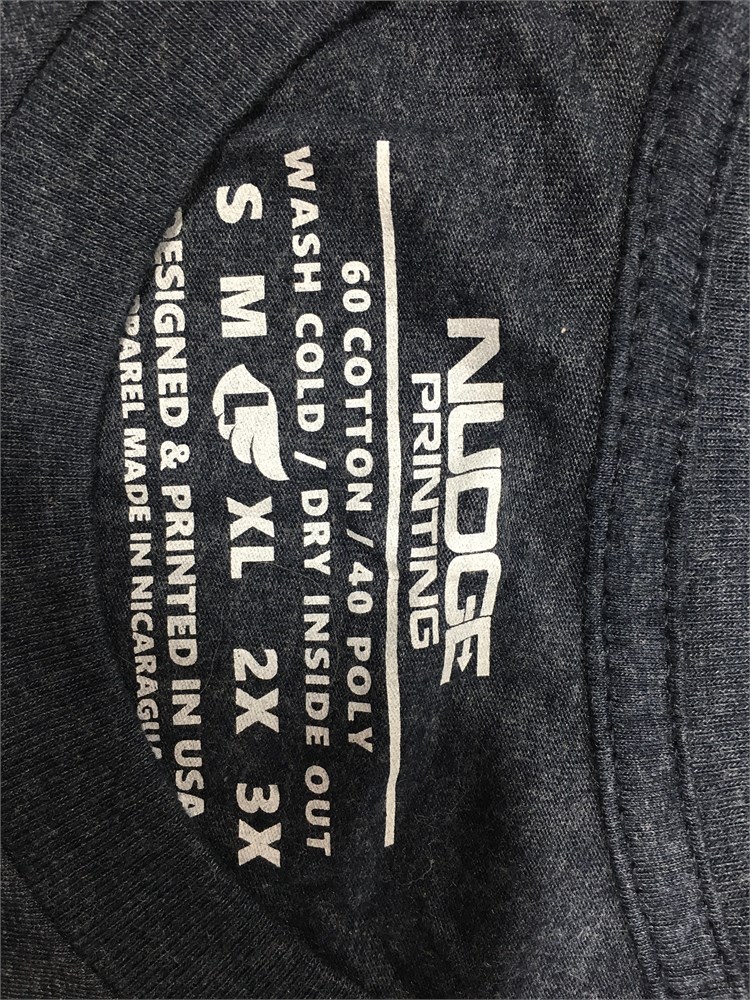 NUDGE
PRINTING
60 COTTON / 40 POLY
WASH COLD / DRY INSIDE OUT
S M L XL 2X 3X
DESIGNED & PRINTED IN USA
PAREL MADE IN NICARAGUA